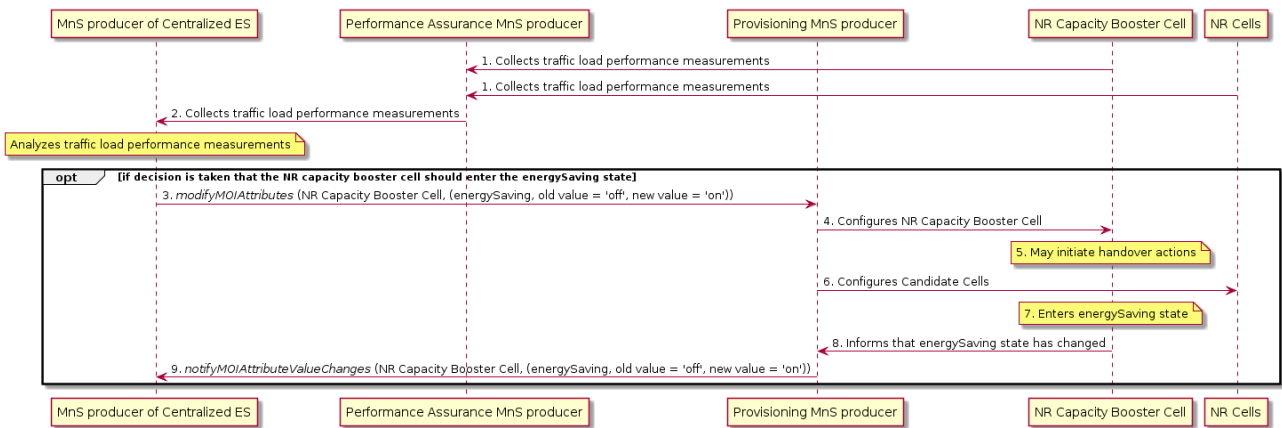 MnS producer of Centralized ES
Performance Assurance MnS producer
Provisioning MnS producer
NR Capacity Booster Cell
NR Cells
1. Collects traffic load performance measurements
1. Collects traffic load performance measurements
2. Collects traffic load performance measurements
Analyzes traffic load performance measurements
opt
[if decision is taken that the NR capacity booster cell should enter the energySaving state]
3. modifyMOIAttributes (NR Capacity Booster Cell, (energySaving, old value = 'off', new value = 'on'))
4. Configures NR Capacity Booster Cell
5. May initiate handover actions
6. Configures Candidate Cells
7. Enters energySaving state
8. Informs that energySaving state has changed
9. notifyMOIAttributeValueChanges (NR Capacity Booster Cell, (energySaving, old value = 'off', new value = 'on'))
MnS producer of Centralized ES
Performance Assurance MnS producer
Provisioning MnS producer
NR Capacity Booster Cell
NR Cells